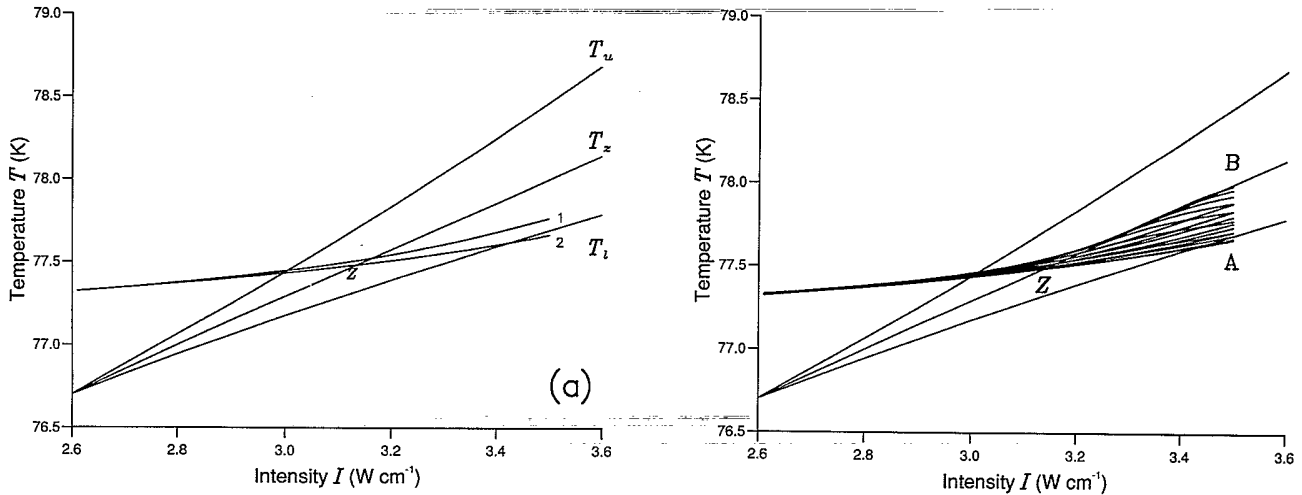 79.0
78.5
78.0
77.5
77.0
76.5
Temperature T (K)
T_u
T_z
1
2
T_l
Z
(a)
2.6 2.8 3.0 3.2 3.4 3.6
Intensity I (W cm⁻¹)
79.0
78.5
78.0
77.5
77.0
76.5
Temperature T (K)
B
A
Z
2.6 2.8 3.0 3.2 3.4 3.6
Intensity I (W cm⁻¹)